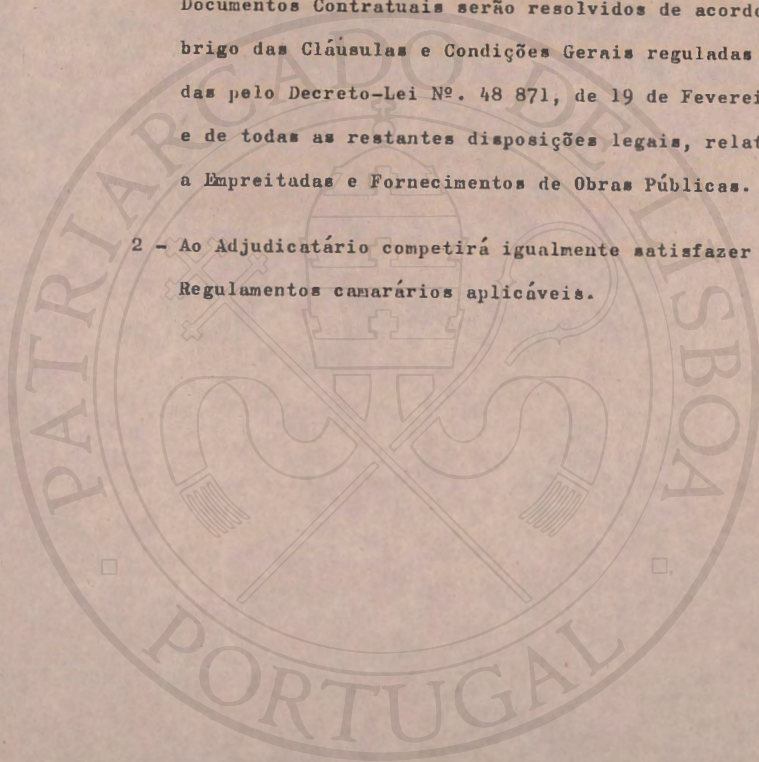 Documentos Contratuais serão resolvidos de acordo
brigo das Cláusulas e Condições Gerais reguladas
das pelo Decreto-Lei Nº. 48 871, de 19 de Feverei
e de todas as restantes disposições legais, relat
a Empreitadas e Fornecimentos de Obras Públicas.
2 - Ao Adjudicatário competirá igualmente satisfazer
Regulamentos camarários aplicáveis.
PATRIARCADO DE LISBOA
PORTUGAL